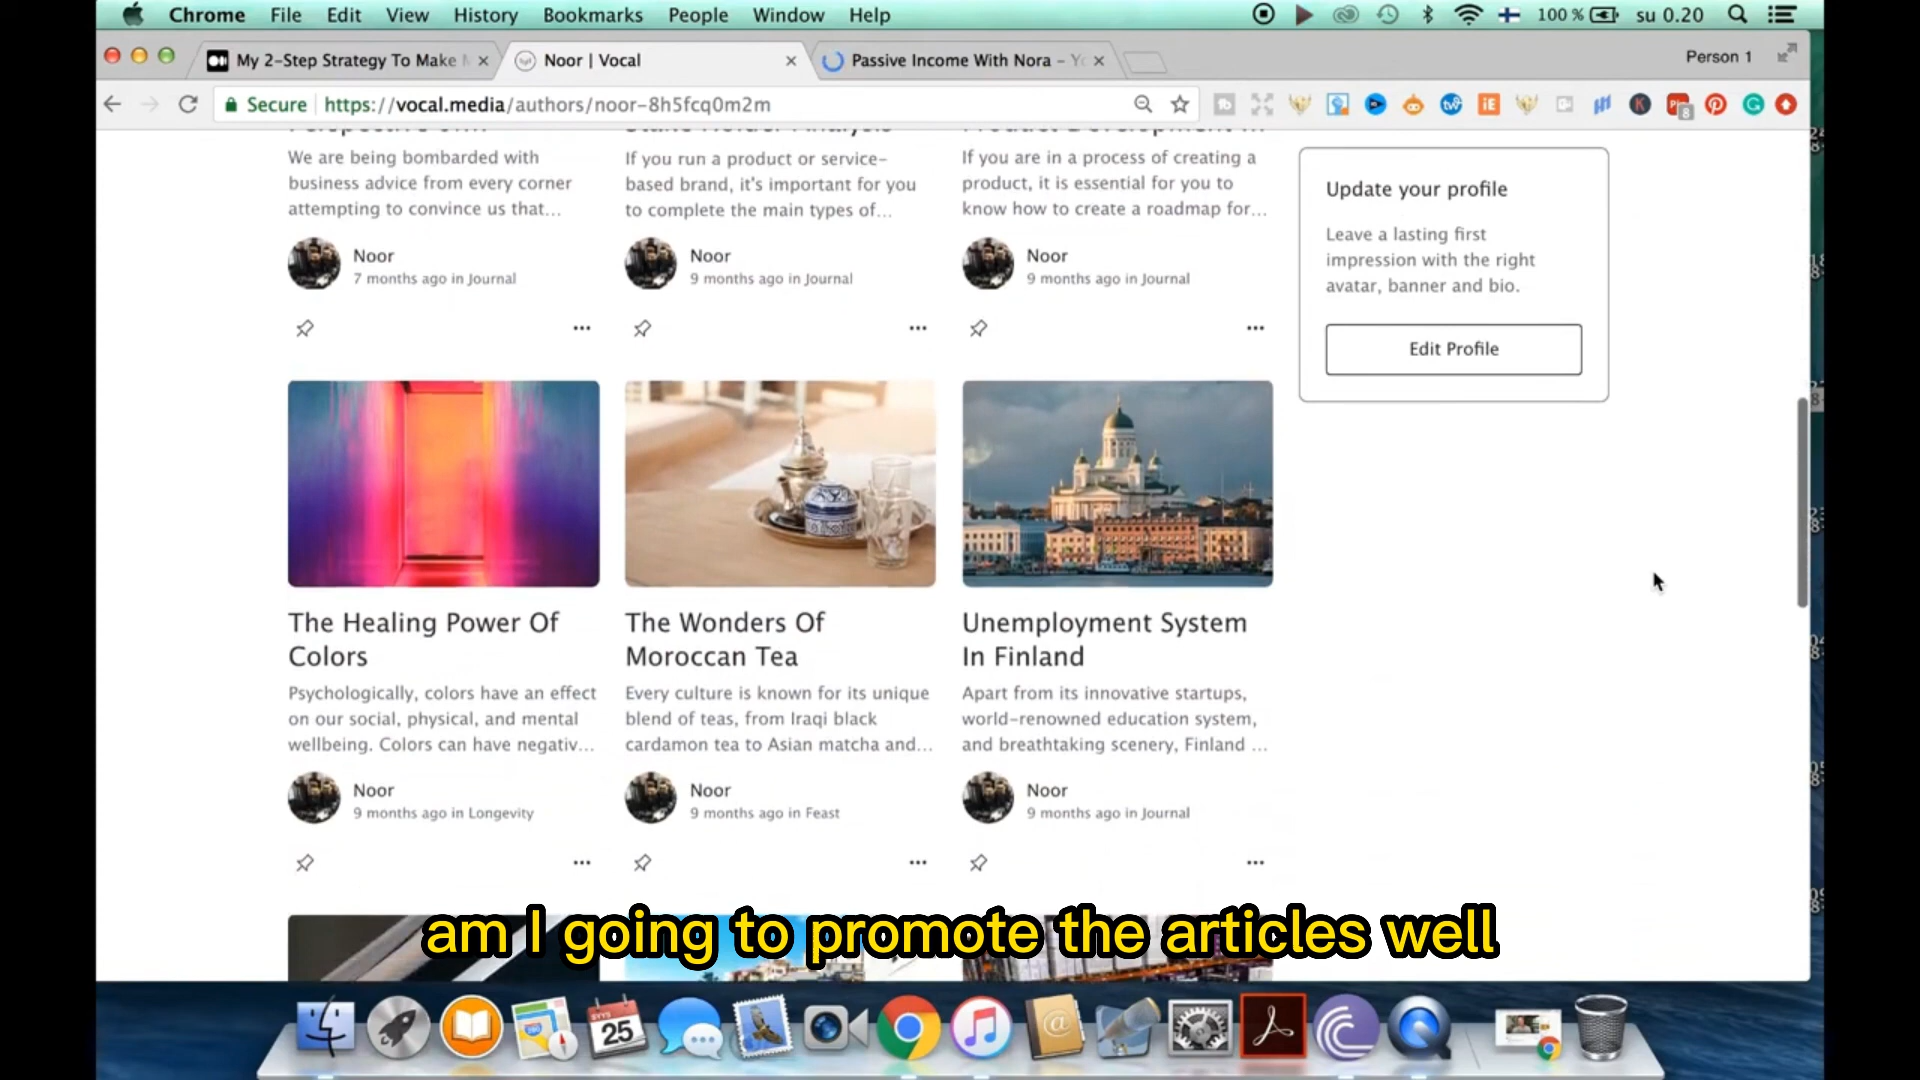 Chrome File Edit View History Bookmarks People Window Help 100 % su 0.20
My 2-Step Strategy To Make
Noor | Vocal
Passive Income With Nora – Yo
Person 1
Secure https://vocal.media/authors/noor-8h5fcq0m2m
We are being bombarded with
business advice from every corner
attempting to convince us that...
Noor
7 months ago in Journal
Stake Holder Analysis
If you run a product or service-
based brand, it's important for you
to complete the main types of...
Noor
9 months ago in Journal
Product Development ...
If you are in a process of creating a
product, it is essential for you to
know how to create a roadmap for...
Noor
9 months ago in Journal
Update your profile
Leave a lasting first
impression with the right
avatar, banner and bio.
Edit Profile
The Healing Power Of
Colors
Psychologically, colors have an effect
on our social, physical, and mental
wellbeing. Colors can have negativ...
Noor
9 months ago in Longevity
The Wonders Of
Moroccan Tea
Every culture is known for its unique
blend of teas, from Iraqi black
cardamon tea to Asian matcha and...
Noor
9 months ago in Feast
Unemployment System
In Finland
Apart from its innovative startups,
world-renowned education system,
and breathtaking scenery, Finland ...
Noor
9 months ago in Journal
am I going to promote the articles well
SYYS
25